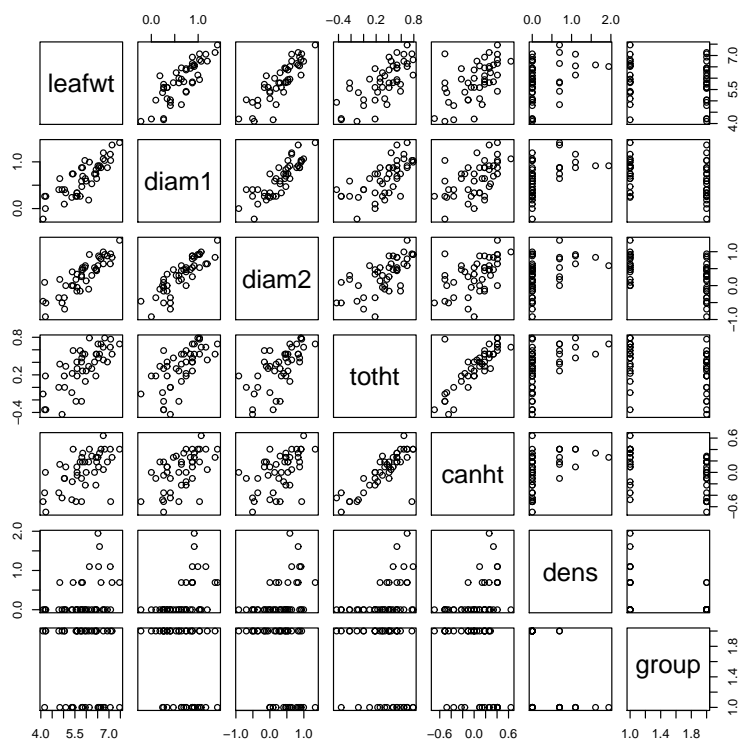 0.0 1.0 -0.4 0.2 0.8 0.0 1.0 2.0
leafwt 4.0 5.5 7.0
0.0 1.0 diam1
diam2 -1.0 0.0 1.0
-0.4 0.2 0.8 totht
canht -0.6 0.0 0.6
0.0 1.0 2.0 dens
group 1.0 1.4 1.8
4.0 5.5 7.0 -1.0 0.0 1.0 -0.6 0.0 0.6 1.0 1.4 1.8